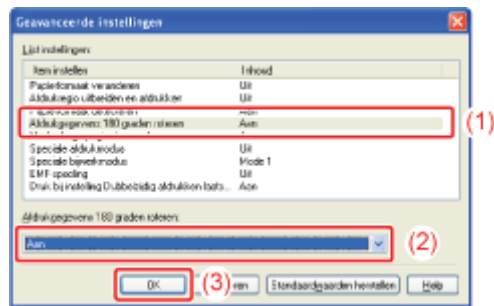 Geavanceerde instellingen
Lijst instellingen:
Item instellen Inhoud
Papierformaat veranderen Uit
Afdrukregio uitbreiden en afdrukken Uit
Aan
Afdrukgegevens 180 graden roteren Aan
(1)
Speciale afdrukmodus Uit
Speciale bijwerkmodus Mode 1
EMF-spooling Uit
Druk bij instelling Dubbelzijdig afdrukken laats... Aan
Afdrukgegevens 180 graden roteren:
Aan
(2)
OK
(3)
ren
Standaardwaarden herstellen
Help